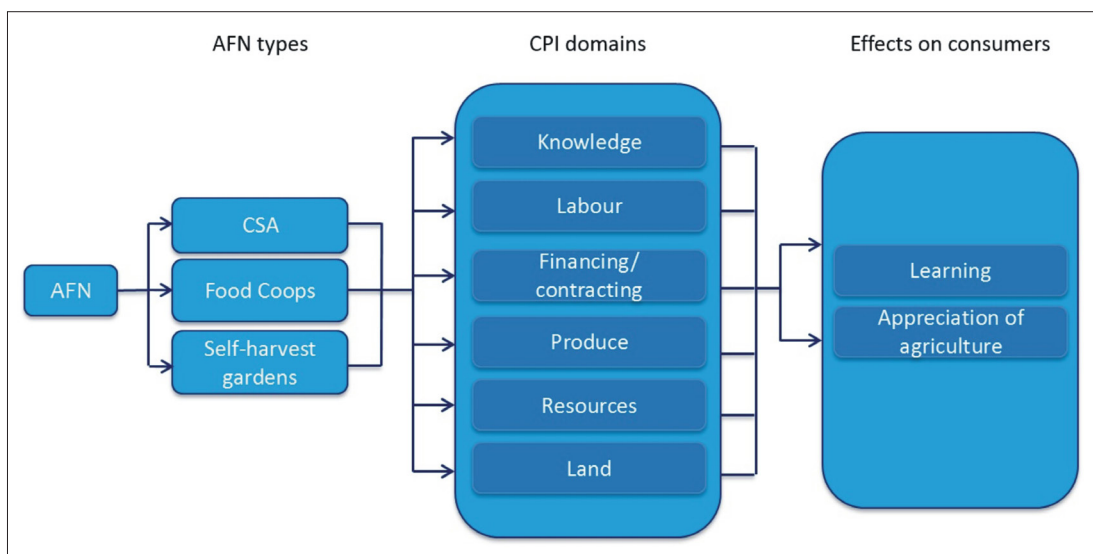 AFN types
CPI domains
Effects on consumers
AFN
CSA
Food Coops
Self-harvest
gardens
Knowledge
Labour
Financing/
contracting
Produce
Resources
Land
Learning
Appreciation of
agriculture